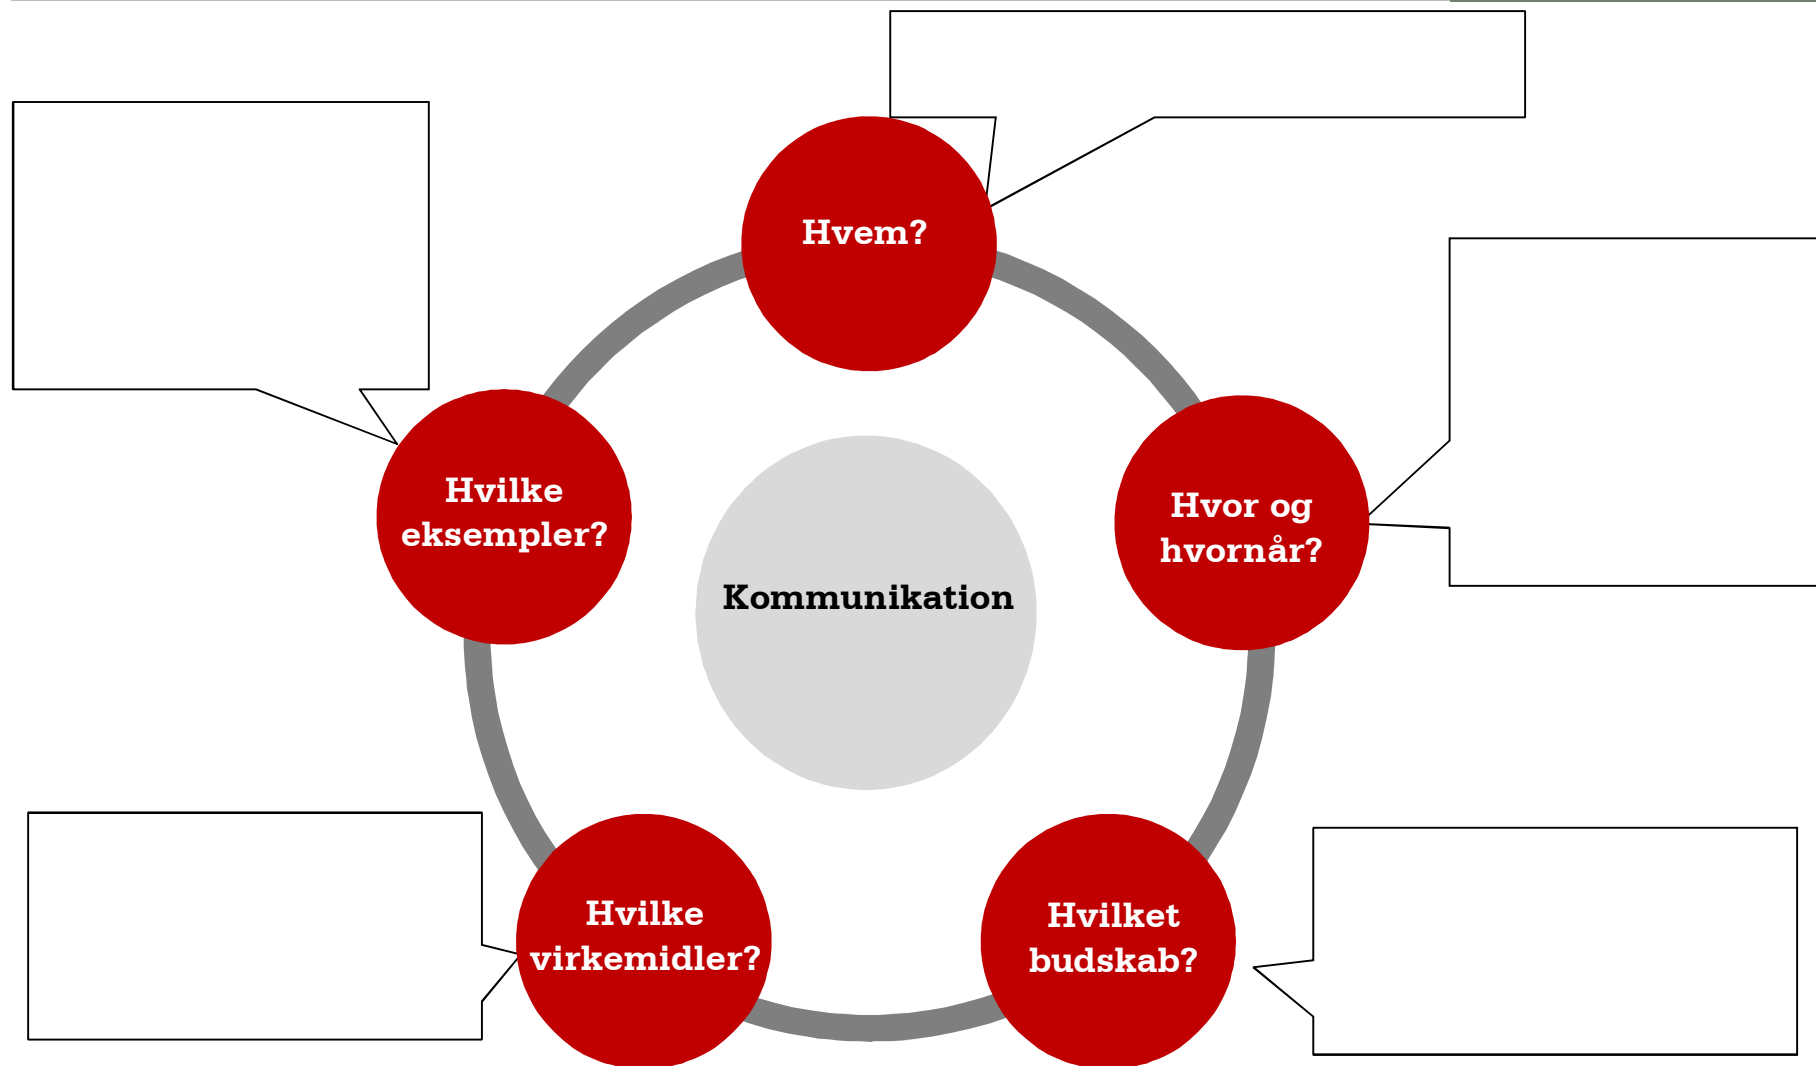 Hvem?
Hvilke
eksempler?
Hvor og
hvornår?
Kommunikation
Hvilke
virkemidler?
Hvilket
budskab?